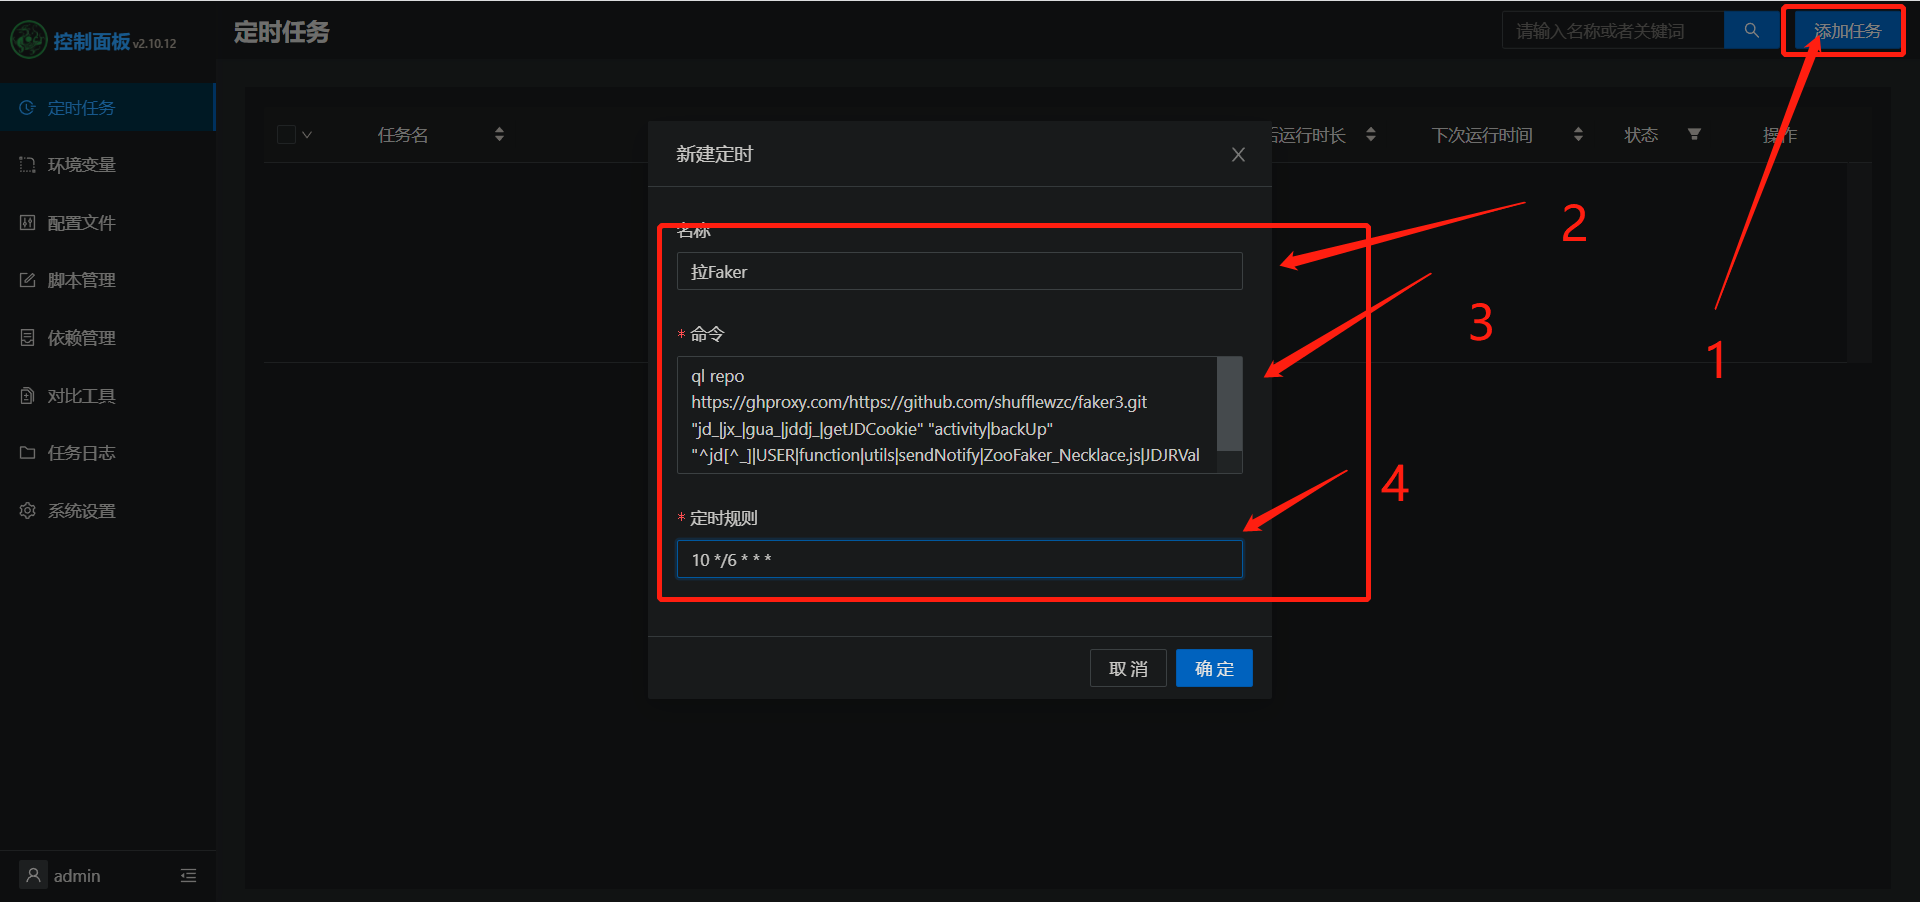 控制面板 v2.10.12
定时任务
请输入名称或者关键词
添加任务
定时任务
环境变量
配置文件
脚本管理
依赖管理
对比工具
任务日志
系统设置
任务名
后运行时长
下次运行时间
状态
操作
新建定时
名称
拉Faker
* 命令
ql repo
https://ghproxy.com/https://github.com/shufflewzc/faker3.git
"jd_|jx_|gua_|jddj_|getJDCookie" "activity|backUp"
"^jd[^_]|USER|function|utils|sendNotify|ZooFaker_Necklace.js|JDJRVal
* 定时规则
10 */6 * * *
取 消
确 定
1
2
3
4
admin